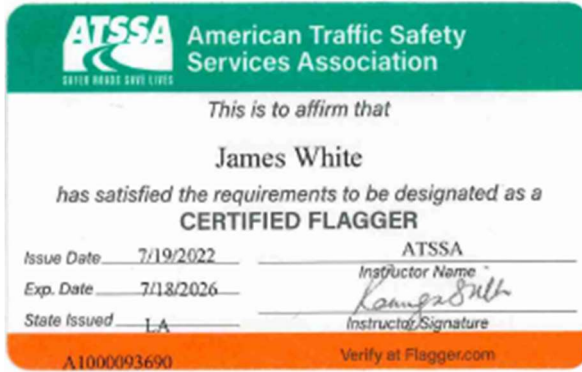 ATSSA
SAFER ROADS SAVE LIVES
American Traffic Safety
Services Association
This is to affirm that
James White
has satisfied the requirements to be designated as a
CERTIFIED FLAGGER
Issue Date 7/19/2022
ATSSA
Instructor Name
Exp. Date 7/18/2026
State Issued LA
Instructor Signature
A1000093690
Verify at Flagger.com